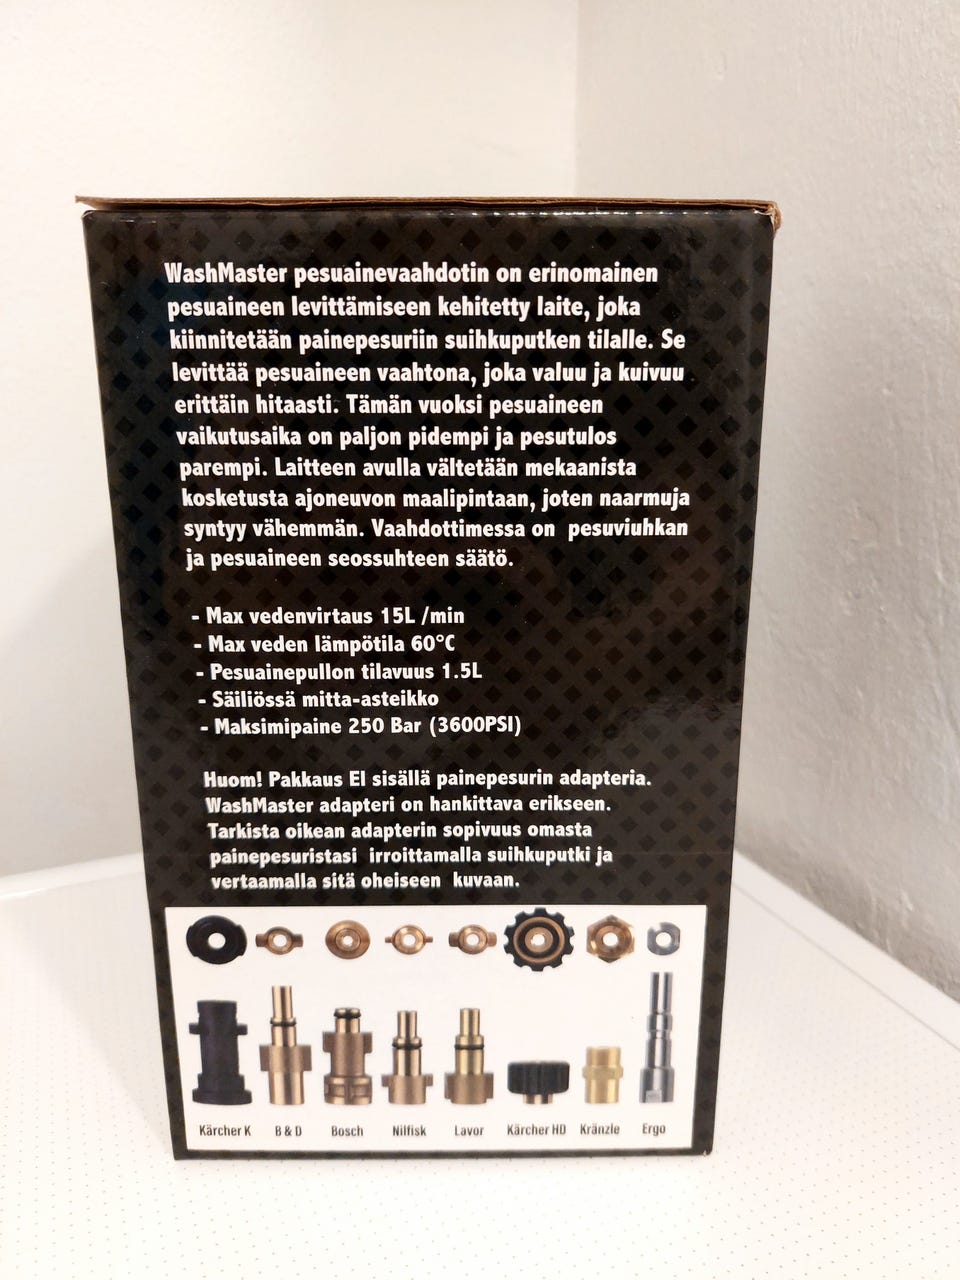 WashMaster pesuainevaahdotin on erinomainen
pesuaineen levittämiseen kehitetty laite, joka
kiinnitetään painepesuriin suihkuputken tilalle. Se
levittää pesuaineen vaahtona, joka valuu ja kuivuu
erittäin hitaasti. Tämän vuoksi pesuaineen
vaikutusaika on paljon pidempi ja pesutulos
parempi. Laitteen avulla vältetään mekaanista
kosketusta ajoneuvon maalipintaan, joten naarmuja
syntyy vähemmän. Vaahdottimessa on pesuviuhkan
ja pesuaineen seossuhteen säätö.
- Max vedenvirtaus 15L /min
- Max veden lämpötila 60°C
- Pesuainepullon tilavuus 1.5L
- Säiliössä mitta-asteikko
- Maksimipaine 250 Bar (3600PSI)
Huom! Pakkaus EI sisällä painepesurin adapteria.
WashMaster adapteri on hankittava erikseen.
Tarkista oikean adapterin sopivuus omasta
painepesuristasi irroittamalla suihkuputki ja
vertaamalla sitä oheiseen kuvaan.
Kärcher K B & D Bosch Nilfisk Lavor Kärcher HD Kränzle Ergo